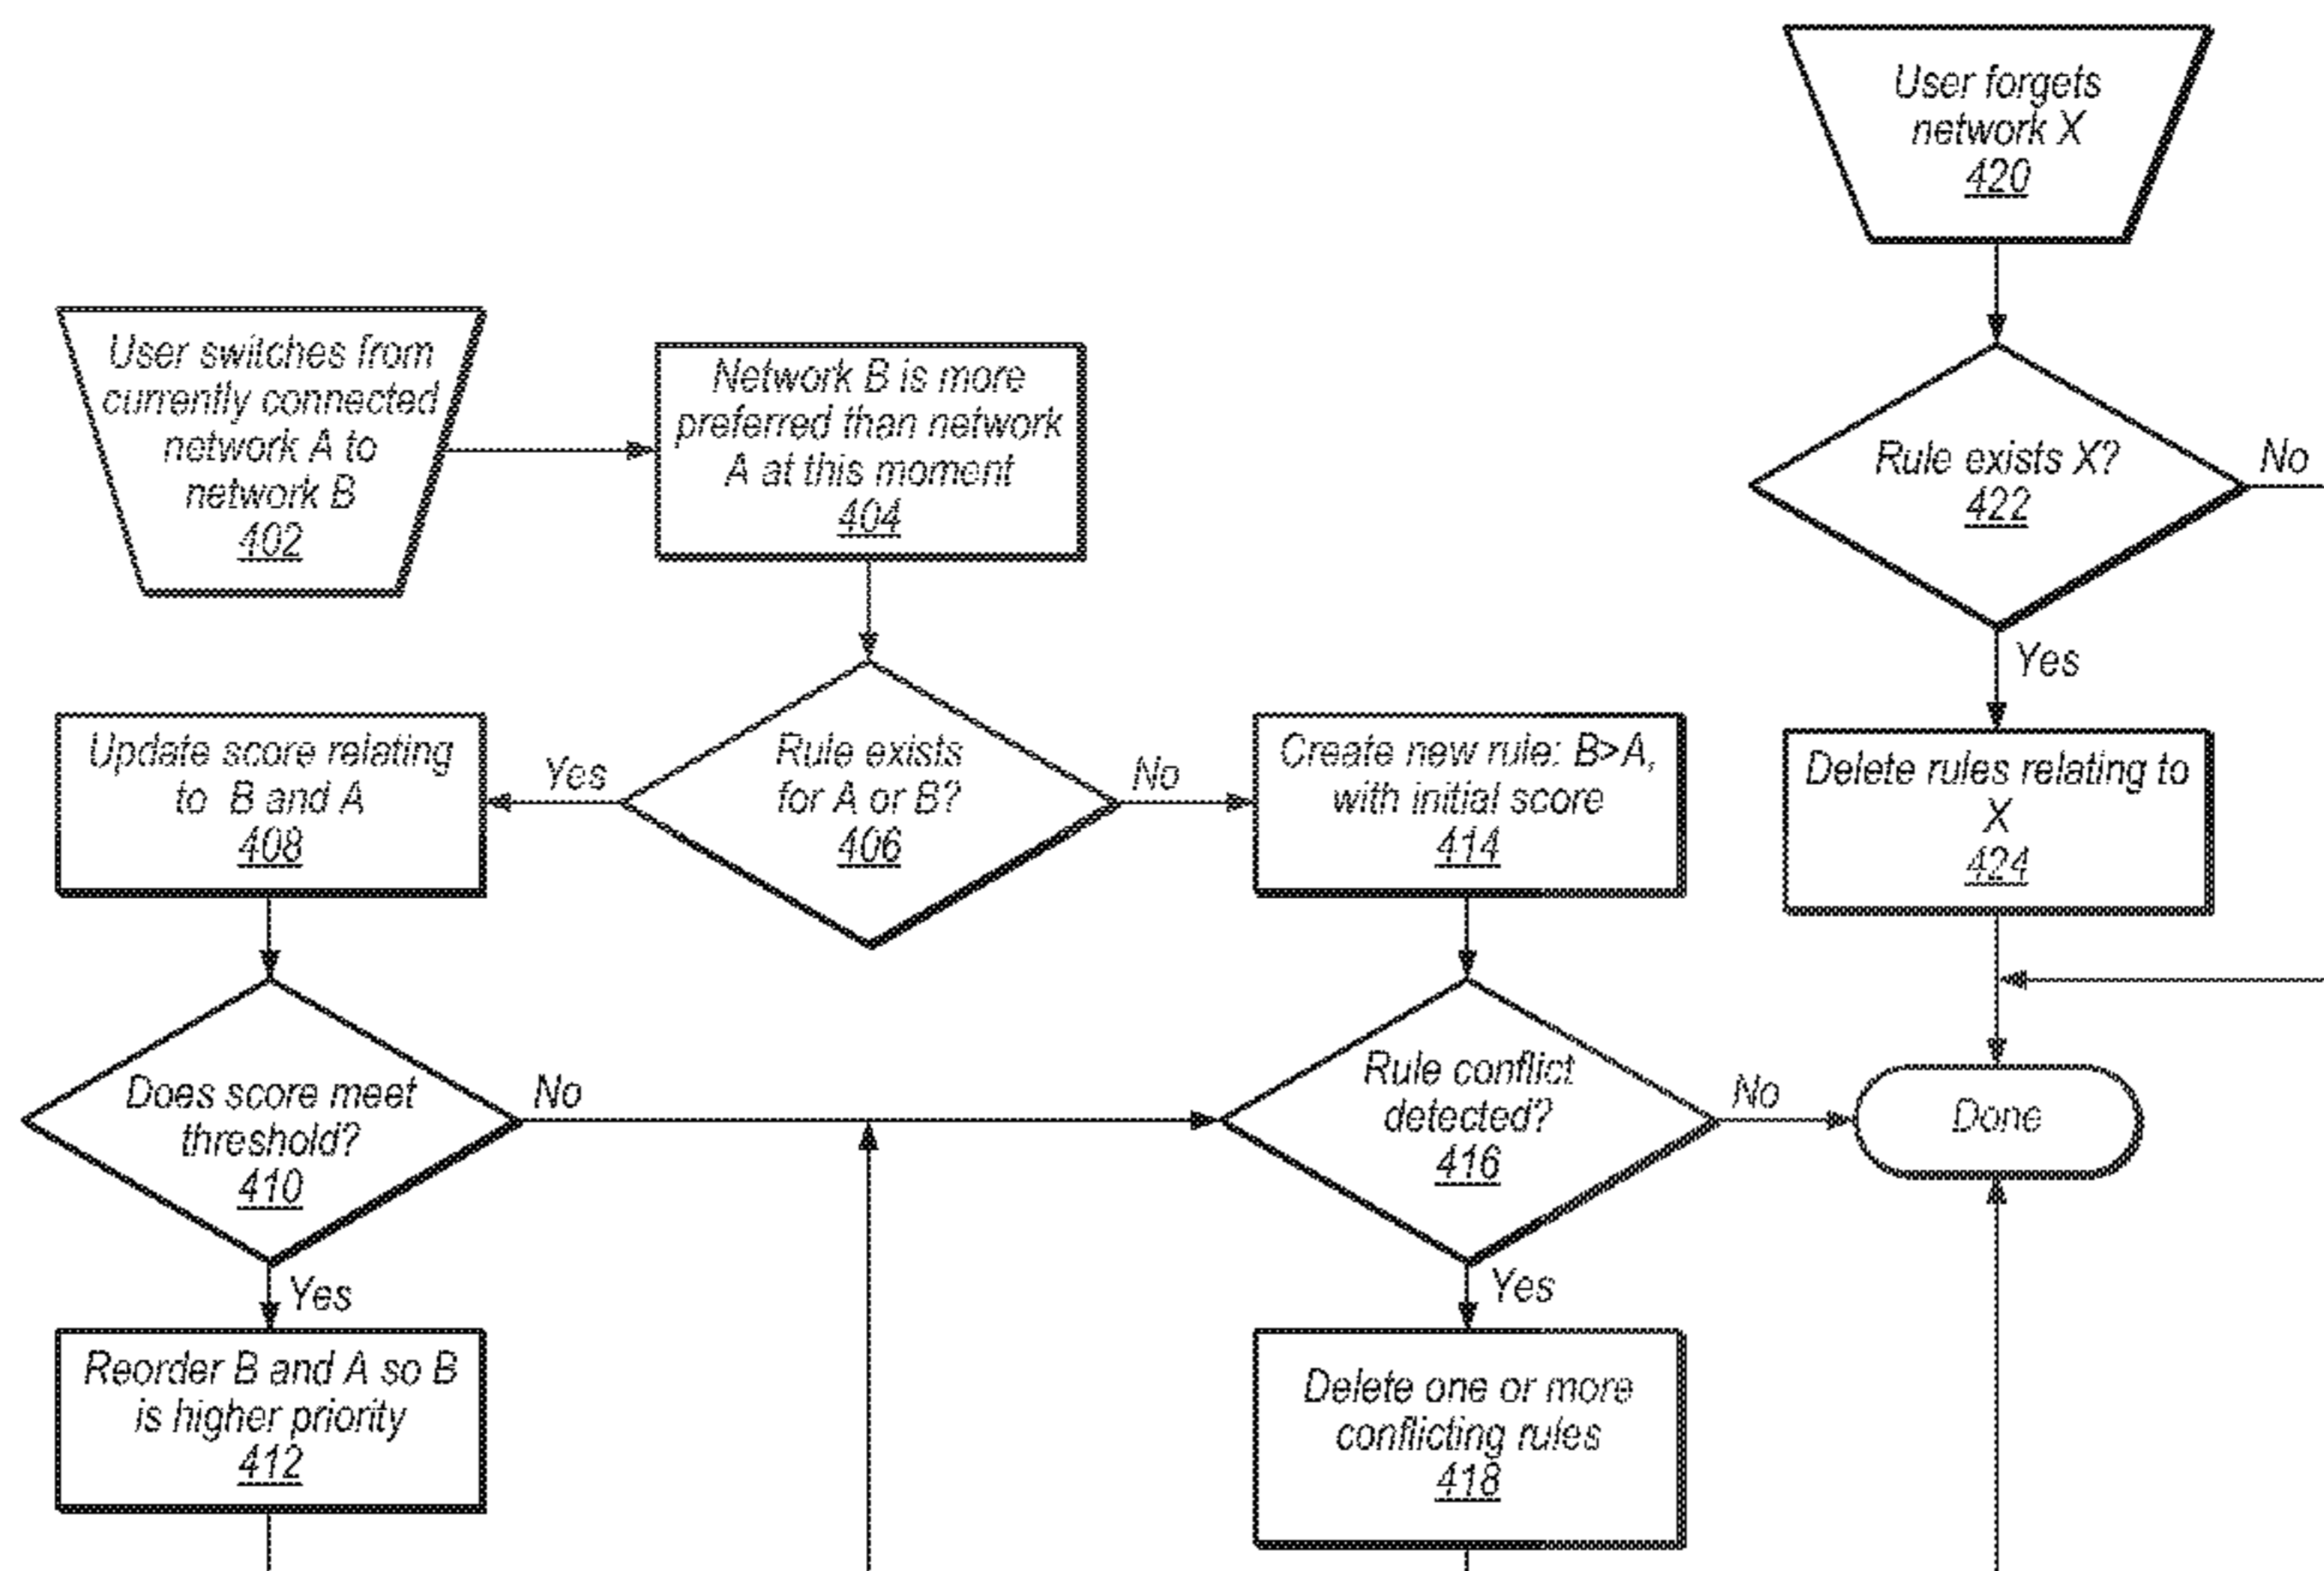 User forgets
network X
420
User switches from
currently connected
network A to
network B
402
Network B is more
preferred than network
A at this moment
404
Rule exists X?
422
No
Yes
Update score relating
to B and A
408
Yes
Rule exists
for A or B?
406
No
Create new rule: B>A,
with initial score
414
Delete rules relating to
X
424
Does score meet
threshold?
410
No
Rule conflict
detected?
416
No
Done
Yes
Yes
Reorder B and A so B
is higher priority
412
Delete one or more
conflicting rules
418